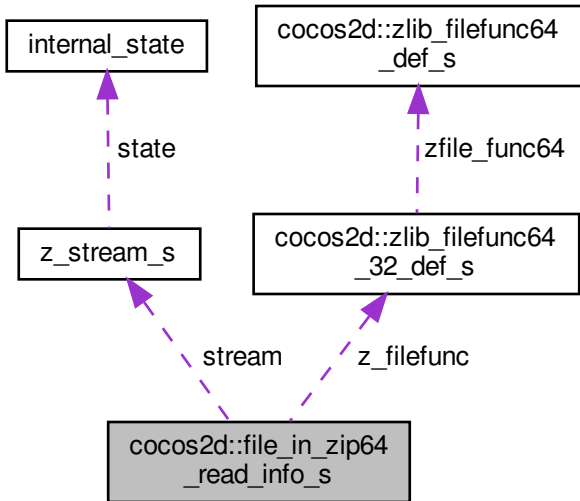 internal_state
cocos2d::zlib_filefunc64
_def_s
state
zfile_func64
z_stream_s
cocos2d::zlib_filefunc64
_32_def_s
stream
z_filefunc
cocos2d::file_in_zip64
_read_info_s